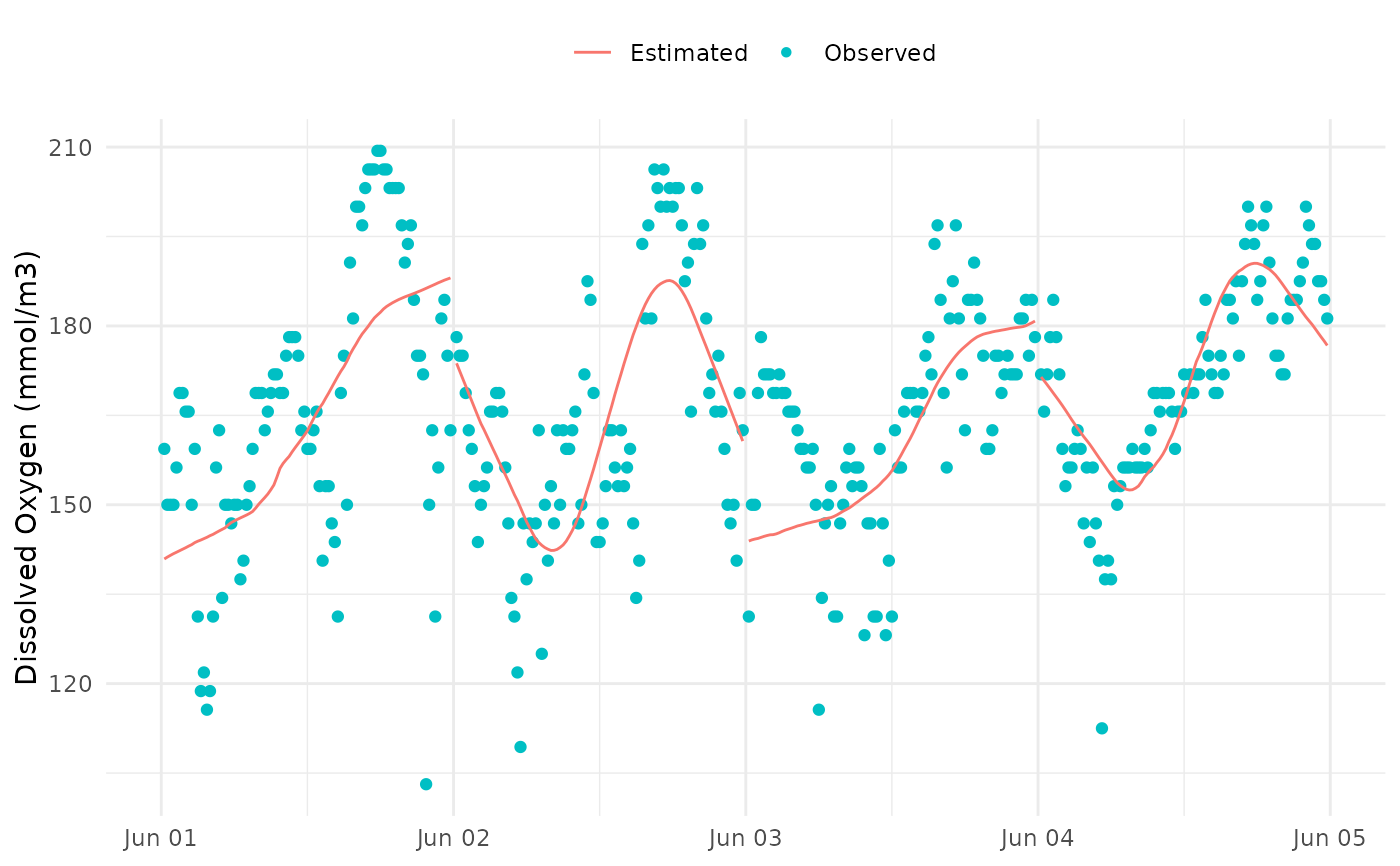 Estimated Observed
Dissolved Oxygen (mmol/m3)
210
180
150
120
Jun 01 Jun 02 Jun 03 Jun 04 Jun 05